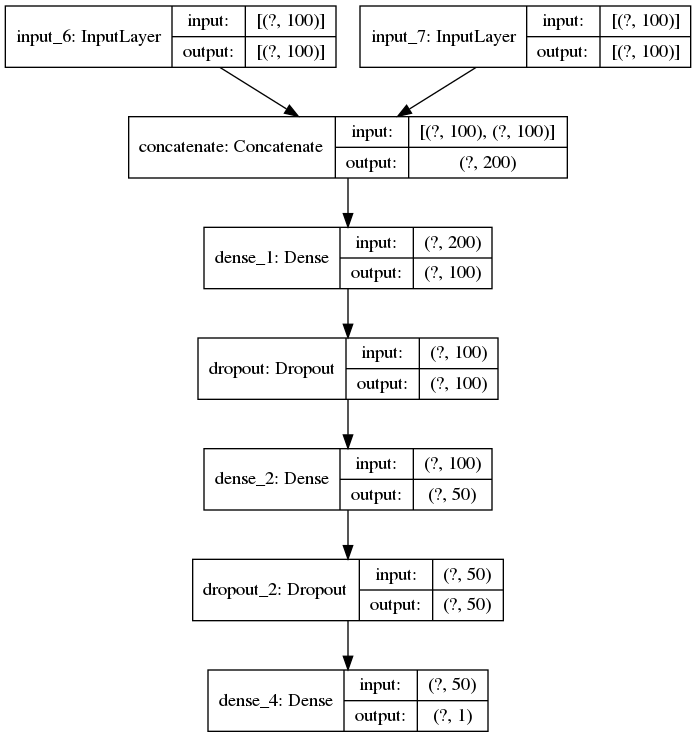 input_6: InputLayer
input:
[(?, 100)]
output:
[(?, 100)]
input_7: InputLayer
input:
[(?, 100)]
output:
[(?, 100)]
concatenate: Concatenate
input:
[(?, 100), (?, 100)]
output:
(?, 200)
dense_1: Dense
input:
(?, 200)
output:
(?, 100)
dropout: Dropout
input:
(?, 100)
output:
(?, 100)
dense_2: Dense
input:
(?, 100)
output:
(?, 50)
dropout_2: Dropout
input:
(?, 50)
output:
(?, 50)
dense_4: Dense
input:
(?, 50)
output:
(?, 1)